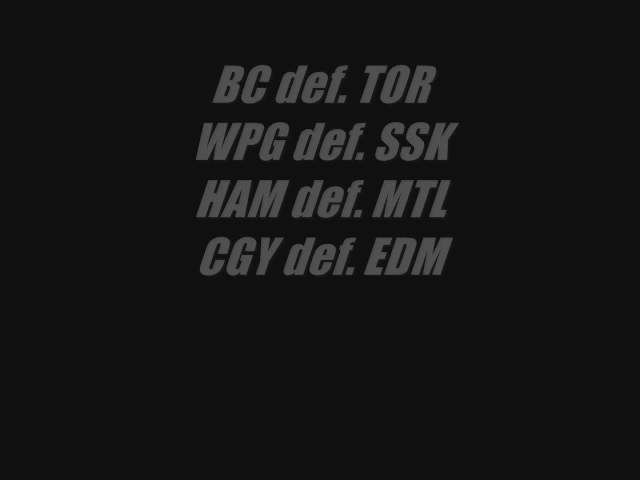 BC def. TOR
WPG def. SSK
HAM def. MTL
CGY def. EDM